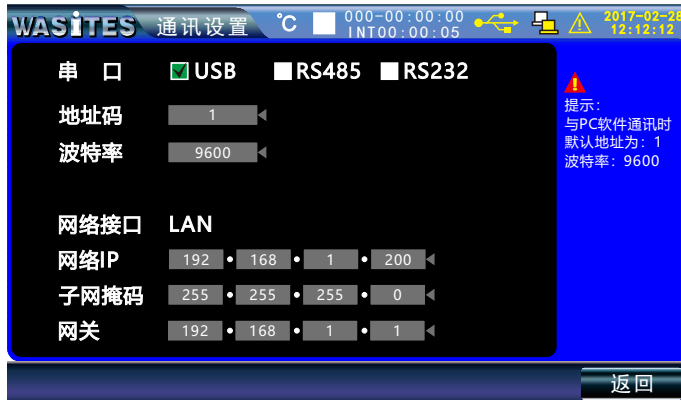 WASiTES 通讯设置 ℃ 000-00:00:00 2017-02-28
INT00:00:05 12:12:12
串 口 USB RS485 RS232
地址码 1
波特率 9600
提示：
与PC软件通讯时
默认地址为：1
波特率：9600
网络接口 LAN
网络IP 192 • 168 • 1 • 200
子网掩码 255 • 255 • 255 • 0
网关 192 • 168 • 1 • 1
返回